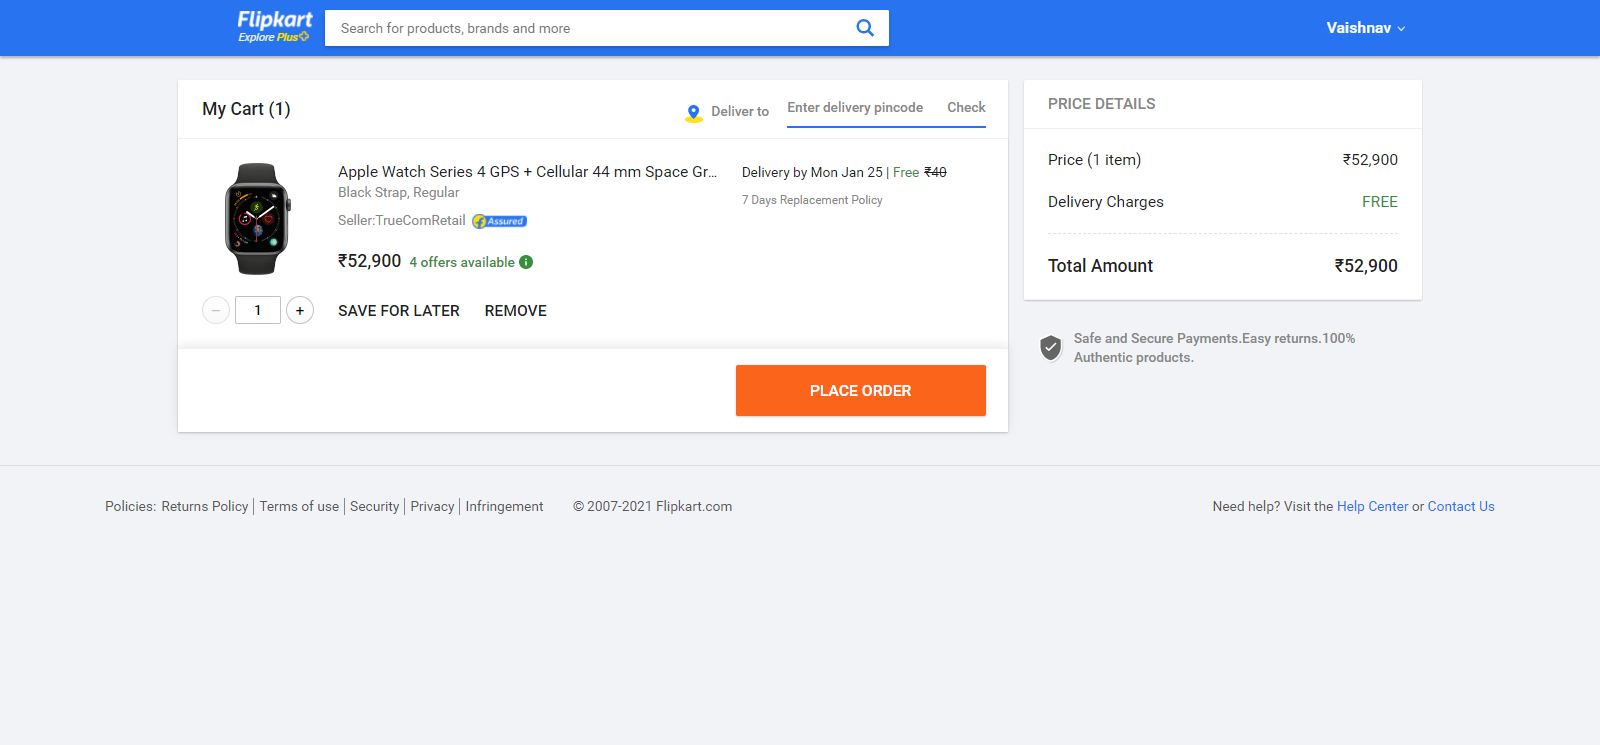 Flipkart
Explore Plus
Search for products, brands and more
Vaishnav
My Cart (1)
Deliver to
Enter delivery pincode
Check
Apple Watch Series 4 GPS + Cellular 44 mm Space Gr...
Black Strap, Regular
Seller:TrueComRetail
Assured
₹52,900 4 offers available
Delivery by Mon Jan 25 | Free ₹40
7 Days Replacement Policy
− 1 +
SAVE FOR LATER
REMOVE
PLACE ORDER
PRICE DETAILS
Price (1 item) ₹52,900
Delivery Charges FREE
Total Amount ₹52,900
Safe and Secure Payments.Easy returns.100%
Authentic products.
Policies: Returns Policy | Terms of use | Security | Privacy | Infringement
© 2007-2021 Flipkart.com
Need help? Visit the Help Center or Contact Us